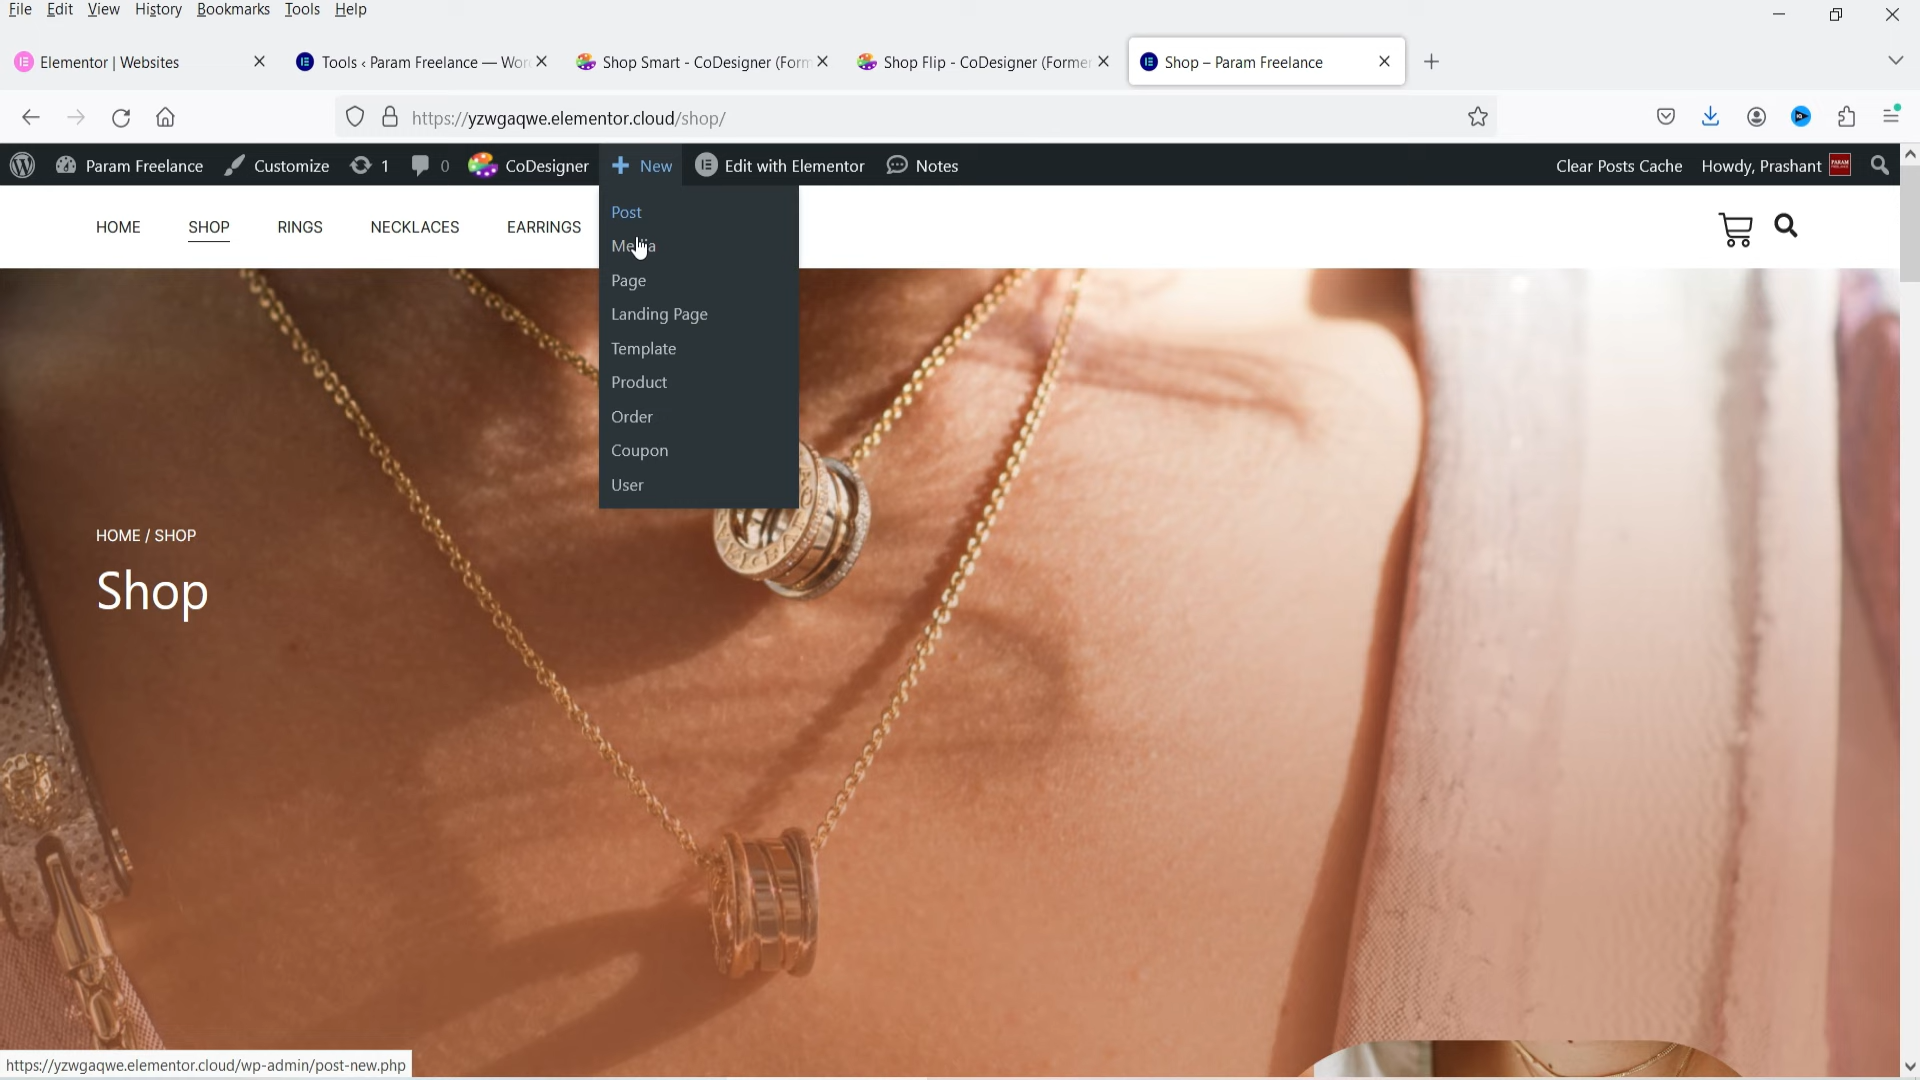 File Edit View History Bookmarks Tools Help
Elementor | Websites
Tools ‹ Param Freelance — Wor
Shop Smart - CoDesigner (Form
Shop Flip - CoDesigner (Former
Shop – Param Freelance
https://yzwgaqwe.elementor.cloud/shop/
Param Freelance Customize 1 0 CoDesigner New Edit with Elementor Notes Clear Posts Cache Howdy, Prashant
HOME SHOP RINGS NECKLACES EARRINGS
Post
Media
Page
Landing Page
Template
Product
Order
Coupon
User
HOME / SHOP
Shop
https://yzwgaqwe.elementor.cloud/wp-admin/post-new.php